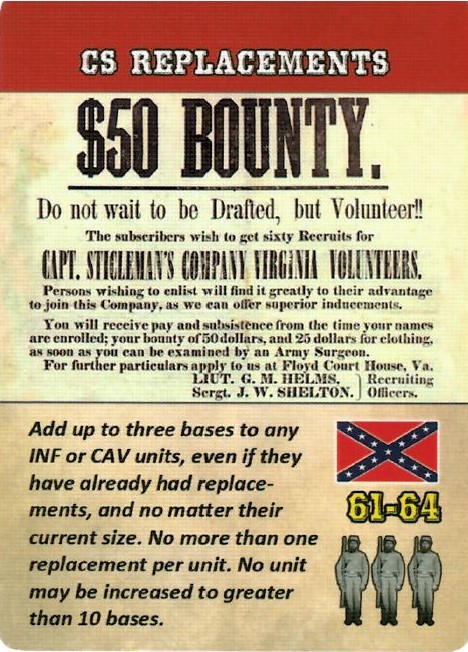 CS REPLACEMENTS
$50 BOUNTY.
Do not wait to be Drafted, but Volunteer!!
The subscribers wish to get sixty Recruits for
CAPT. STIGLEMAN'S COMPANY VIRGINIA VOLUNTEERS.
Persons wishing to enlist will find it greatly to their advantage
to join this Company, as we can offer superior inducements.
You will receive pay and subsistence from the time your names
are enrolled; your bounty of 50 dollars, and 25 dollars for clothing,
as soon as you can be examined by an Army Surgeon.
For further particulars apply to us at Floyd Court House, Va.
LIUT. G. M. HELMS, Recruiting
Sergt. J. W. SHELTON. Officers.
Add up to three bases to any
INF or CAV units, even if they
have already had replace-
ments, and no matter their
current size. No more than one
replacement per unit. No unit
may be increased to greater
than 10 bases.
61-64